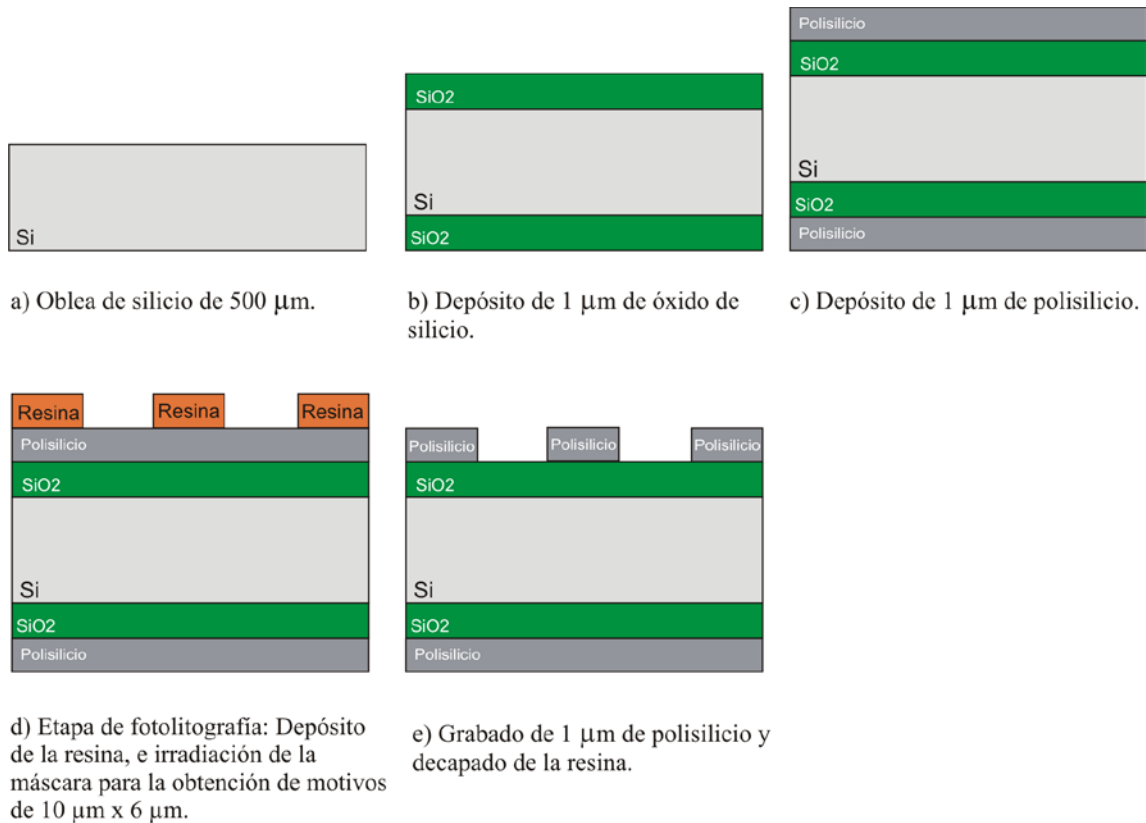 Si
a) Oblea de silicio de 500 µm.
SiO2
Si
SiO2
b) Depósito de 1 µm de óxido de
silicio.
Polisilicio
SiO2
Si
SiO2
Polisilicio
c) Depósito de 1 µm de polisilicio.
Resina Resina Resina
Polisilicio
SiO2
Si
SiO2
Polisilicio
d) Etapa de fotolitografía: Depósito
de la resina, e irradiación de la
máscara para la obtención de motivos
de 10 µm x 6 µm.
Polisilicio Polisilicio Polisilicio
SiO2
Si
SiO2
Polisilicio
e) Grabado de 1 µm de polisilicio y
decapado de la resina.